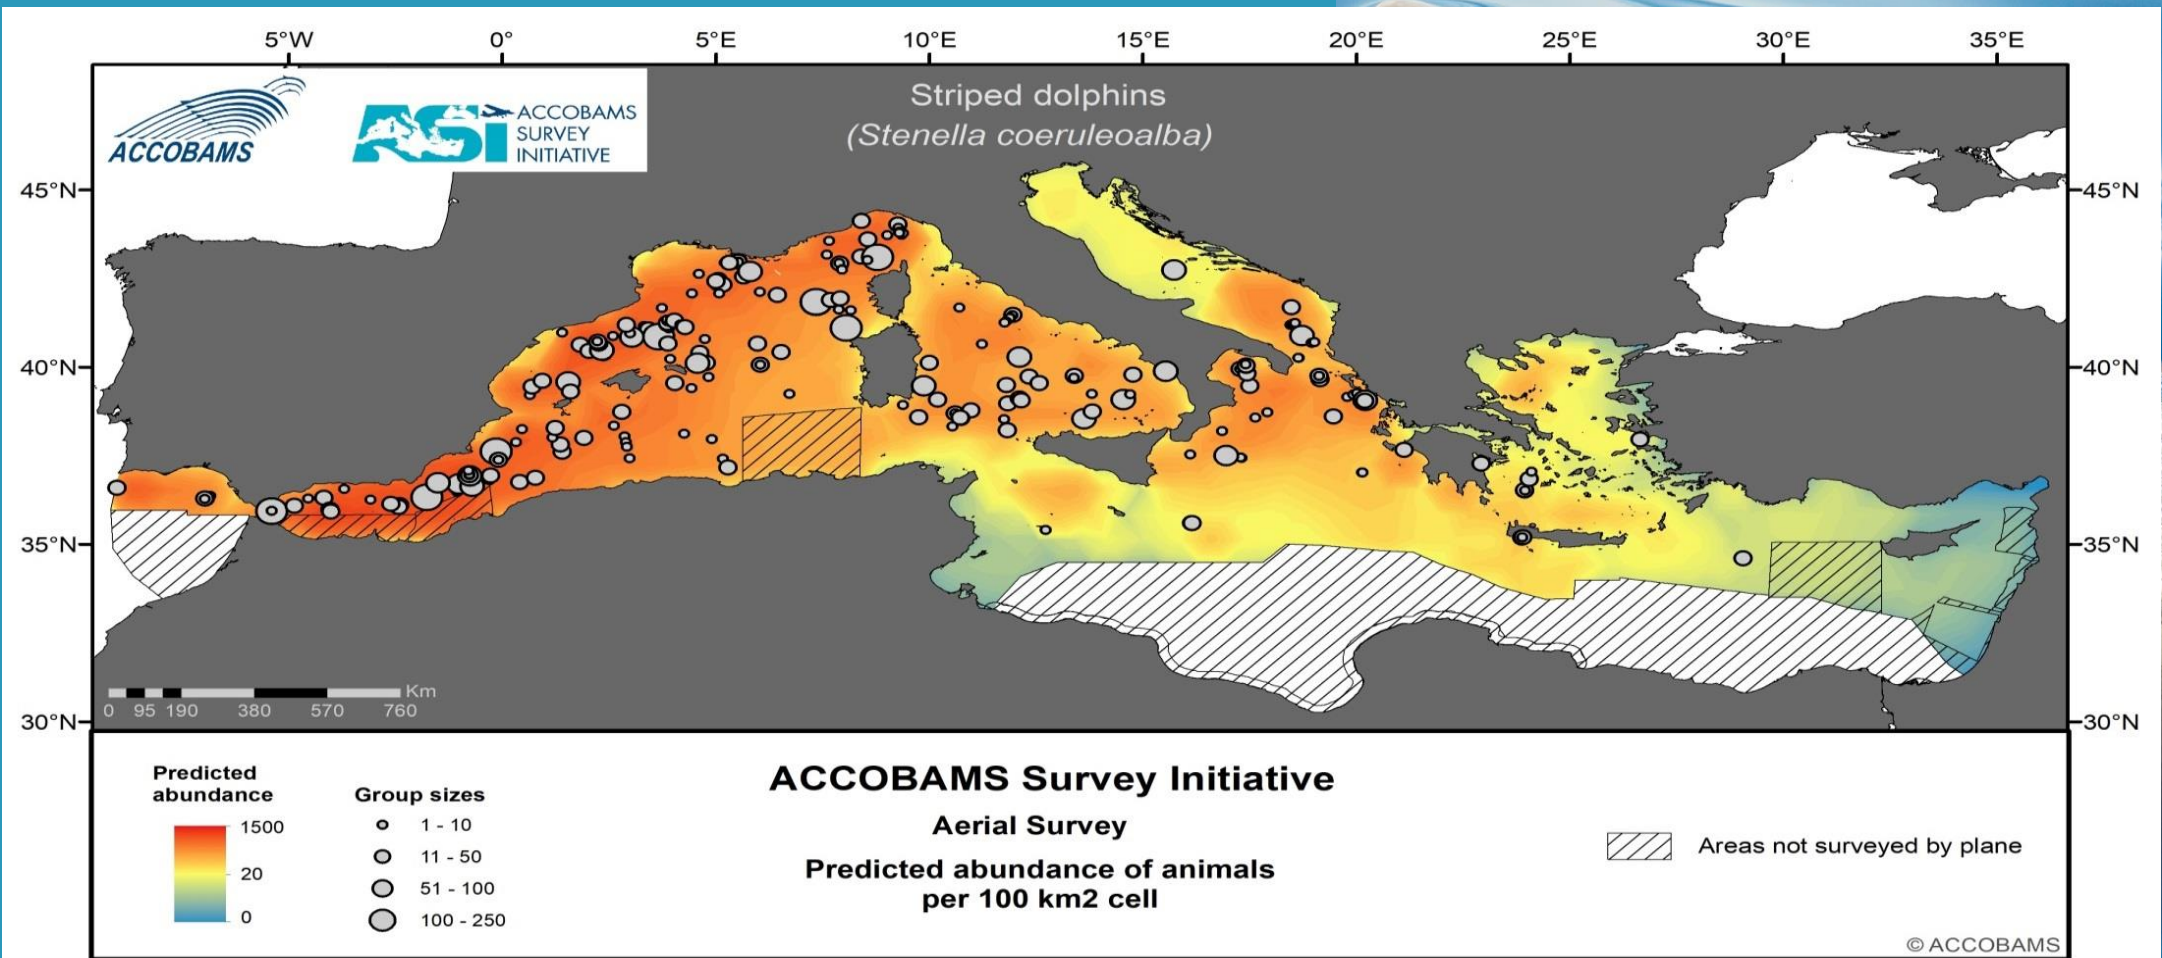 5°W 0° 5°E 10°E 15°E 20°E 25°E 30°E 35°E
ACCOBAMS
ASI
ACCOBAMS
SURVEY
INITIATIVE
Striped dolphins
(Stenella coeruleoalba)
45°N 45°N
40°N 40°N
35°N 35°N
30°N 30°N
Km
0 95 190 380 570 760
Predicted
abundance
1500
20
0
Group sizes
1 - 10
11 - 50
51 - 100
100 - 250
ACCOBAMS Survey Initiative
Aerial Survey
Predicted abundance of animals
per 100 km2 cell
Areas not surveyed by plane
© ACCOBAMS